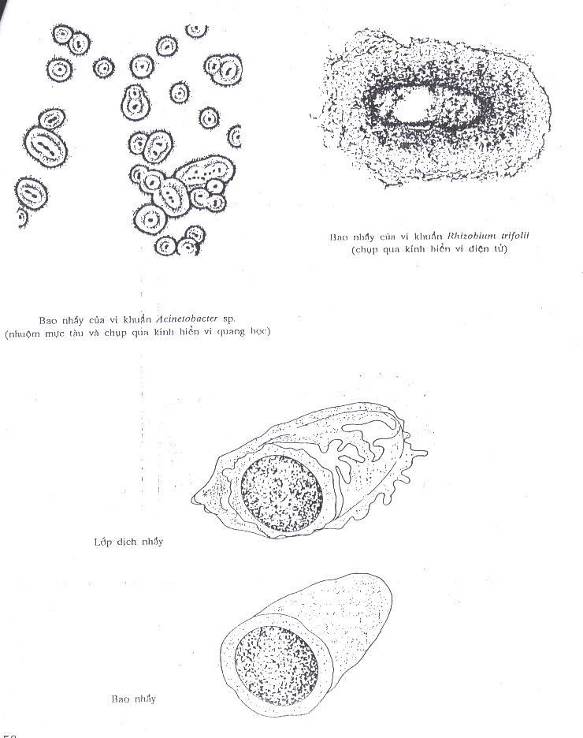 Bao nhầy của vi khuẩn Rhizobium trifolii
(chụp qua kính hiển vi điện tử)
Bao nhầy của vi khuẩn Acinetobacter sp.
(nhuộm mực tàu và chụp qua kính hiển vi quang học)
Lớp dịch nhầy
Bao nhầy